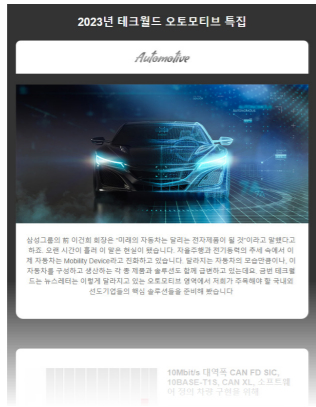 2023년 테크월드 오토모티브 특집
Automotive
삼성그룹의 前 이건희 회장은 "미래의 자동차는 달리는 전자제품이 될 것"이라고 말했다고
하죠. 오랜 시간이 흘러 이 말은 현실이 됐습니다. 자율주행과 전기동력의 추세 속에서 이
제 자동차는 Mobility Device라고 진화하고 있습니다. 달라지는 자동차의 모습만큼이나, 이
자동차를 구성하고 생산하는 각 종 제품과 솔루션도 함께 급변하고 있는데요. 금번 테크월
드는 뉴스레터는 이렇게 달라지고 있는 오토모티브 영역에서 저희가 주목해야 할 국내외
선도기업들의 핵심 솔루션들을 준비해 봤습니다
10Mbit/s 대역폭 CAN FD SIC,
10BASE-T1S, CAN XL, 소프트웨
어 정의 차량 구현을 위해